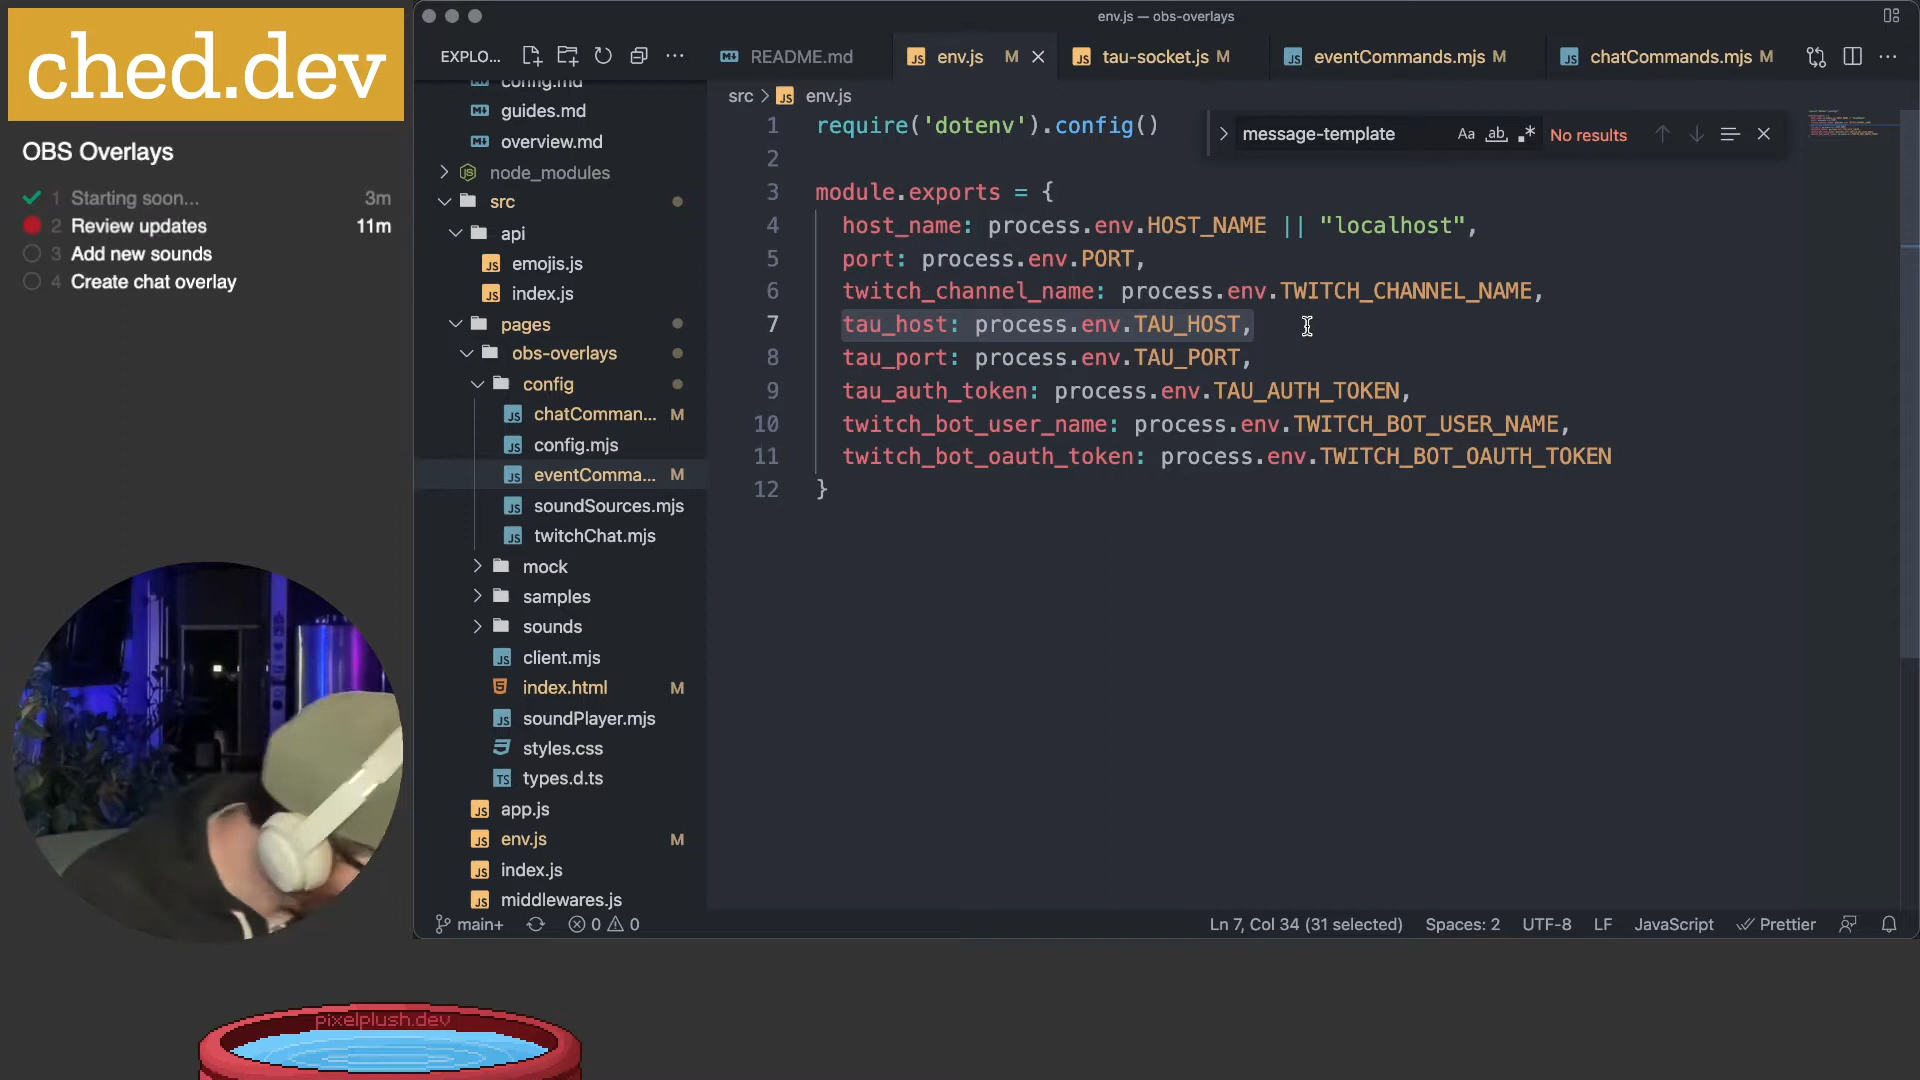 ched.dev
OBS Overlays
1 Starting soon... 3m
2 Review updates 11m
3 Add new sounds
4 Create chat overlay
env.js — obs-overlays
EXPLO...
README.md
env.js M
tau-socket.js M
eventCommands.mjs M
chatCommands.mjs M
src > env.js
message-template
Aa ab .*
No results
config.md
guides.md
overview.md
node_modules
src
api
emojis.js
index.js
pages
obs-overlays
config
chatComman... M
config.mjs
eventComma... M
soundSources.mjs
twitchChat.mjs
mock
samples
sounds
client.mjs
index.html M
soundPlayer.mjs
styles.css
types.d.ts
app.js
env.js M
index.js
middlewares.js
1 require('dotenv').config()
2
3 module.exports = {
4 host_name: process.env.HOST_NAME || "localhost",
5 port: process.env.PORT,
6 twitch_channel_name: process.env.TWITCH_CHANNEL_NAME,
7 tau_host: process.env.TAU_HOST,
8 tau_port: process.env.TAU_PORT,
9 tau_auth_token: process.env.TAU_AUTH_TOKEN,
10 twitch_bot_user_name: process.env.TWITCH_BOT_USER_NAME,
11 twitch_bot_oauth_token: process.env.TWITCH_BOT_OAUTH_TOKEN
12 }
main+ 0 0
Ln 7, Col 34 (31 selected) Spaces: 2 UTF-8 LF JavaScript Prettier
pixelplush.dev